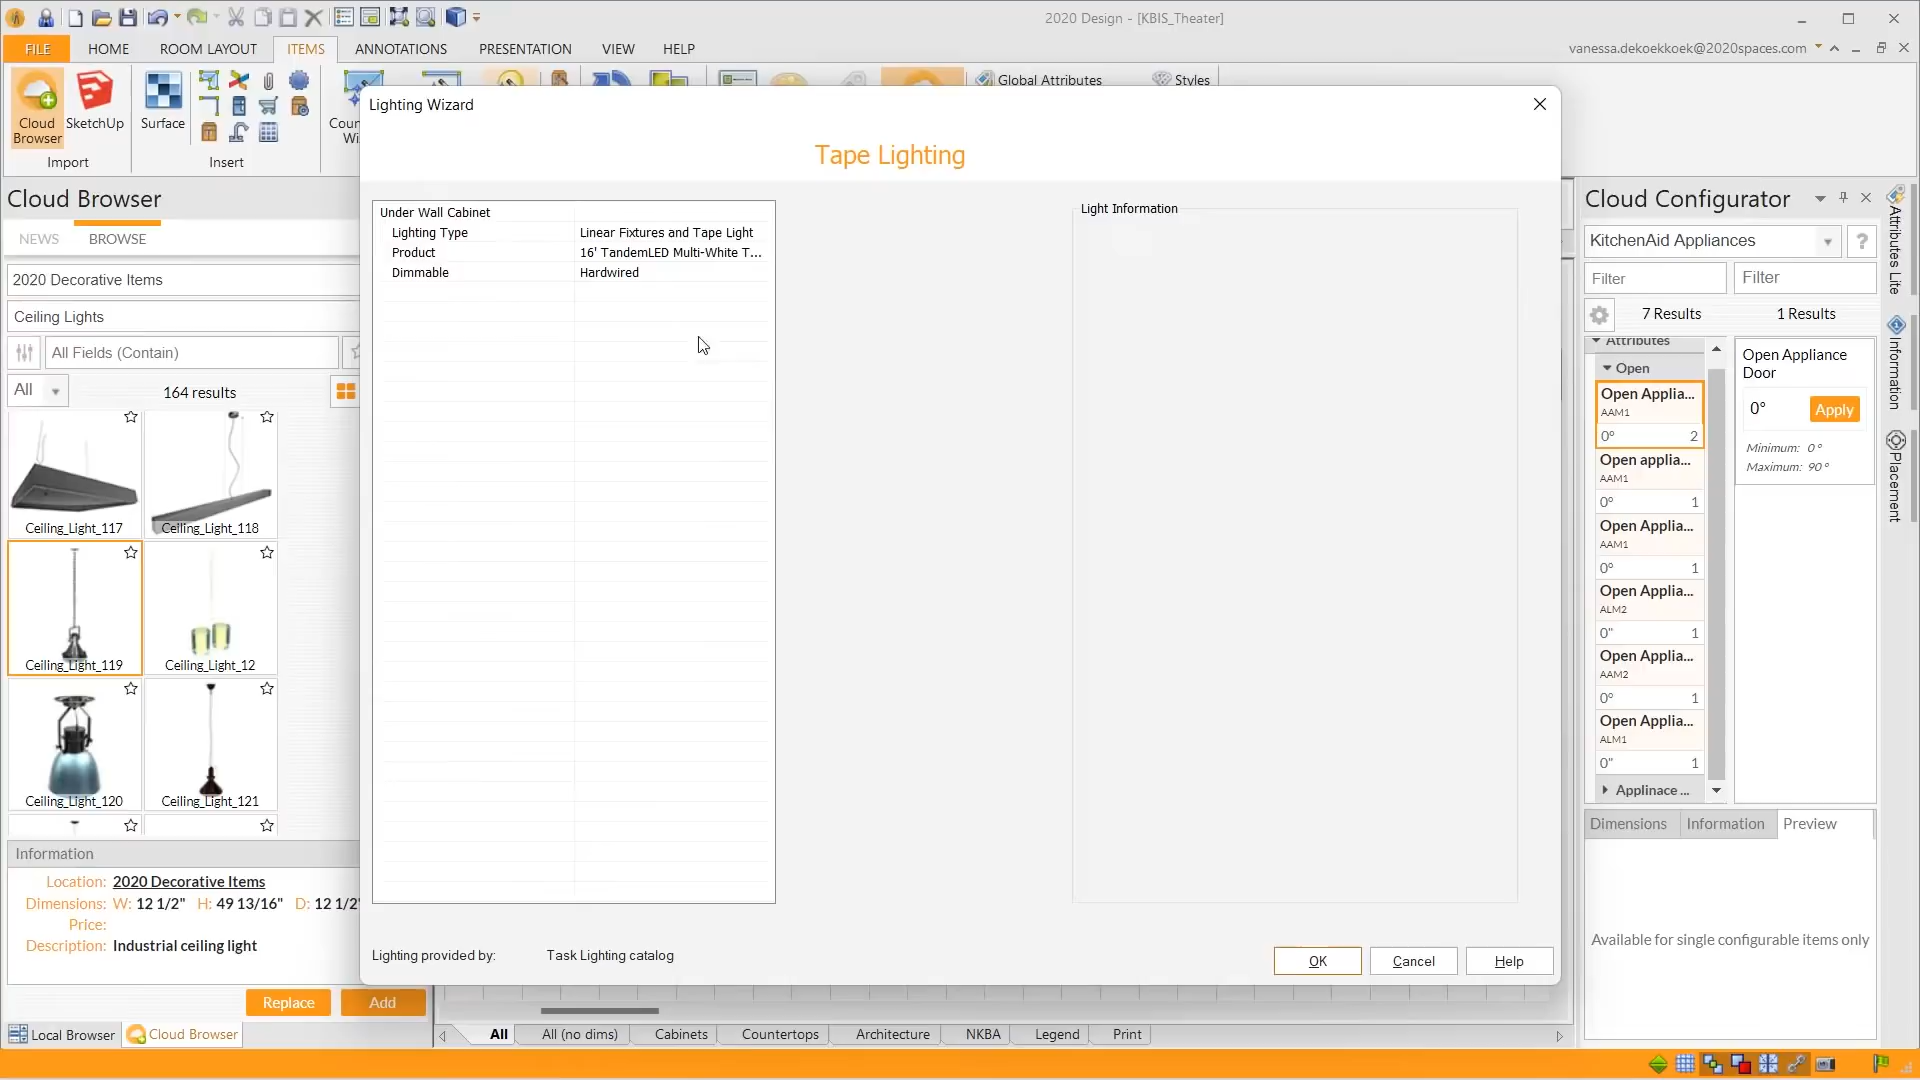 2020 Design - [KBIS_Theater]
FILE
HOME
ROOM LAYOUT
ITEMS
ANNOTATIONS
PRESENTATION
VIEW
HELP
vanessa.dekoekkoek@2020spaces.com
Cloud
Browser
SketchUp
Surface
Import
Insert
Global Attributes
Styles
Lighting Wizard
Tape Lighting
Under Wall Cabinet
Lighting Type Linear Fixtures and Tape Light
Product 16' TandemLED Multi-White T...
Dimmable Hardwired
Light Information
Lighting provided by: Task Lighting catalog
OK
Cancel
Help
Cloud Browser
NEWS
BROWSE
2020 Decorative Items
Ceiling Lights
All Fields (Contain)
All
164 results
Ceiling_Light_117
Ceiling_Light_118
Ceiling_Light_119
Ceiling_Light_12
Ceiling_Light_120
Ceiling_Light_121
Information
Location: 2020 Decorative Items
Dimensions: W: 12 1/2" H: 49 13/16" D: 12 1/2"
Price:
Description: Industrial ceiling light
Replace
Add
Local Browser
Cloud Browser
All
All (no dims)
Cabinets
Countertops
Architecture
NKBA
Legend
Print
Cloud Configurator
KitchenAid Appliances
?
Filter
Filter
7 Results
1 Results
Attributes
Open
Open Applia...
AAM1
0° 2
Open applia...
AAM1
0° 1
Open Applia...
AAM1
0° 1
Open Applia...
ALM2
0" 1
Open Applia...
AAM2
0° 1
Open Applia...
ALM1
0" 1
Applinace ...
Open Appliance
Door
0°
Apply
Minimum: 0°
Maximum: 90°
Dimensions
Information
Preview
Available for single configurable items only
Attributes Lite
Information
Placement